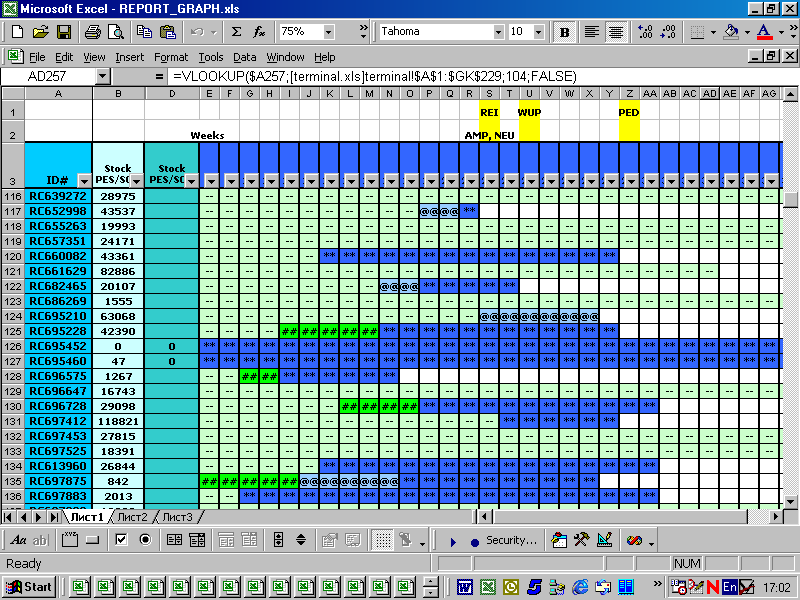 Microsoft Excel - REPORT_GRAPH.xls
75% Tahoma 10 B
File Edit View Insert Format Tools Data Window Help
AD257 = =VLOOKUP($A257;[terminal.xls]terminal!$A$1:$GK$229;104;FALSE)
A B D E F G H I J K L M N O P Q R S T U V W X Y Z AA AB AC AD AE AF AG
1 REI WUP PED
2 Weeks AMP, NEU
Stock Stock
3 ID# PES/SC PES/SC
116 RC639272 28975 -- -- -- -- -- -- -- -- -- -- -- -- -- -- -- -- -- -- -- -- -- -- -- -- -- -- -- -- --
117 RC652998 43537 -- -- -- -- -- -- -- -- -- -- -- @@ @@ **
118 RC655263 19993 -- -- -- -- -- -- -- -- -- -- -- -- -- -- -- -- -- -- -- -- -- -- -- -- -- -- -- -- --
119 RC657351 24171 -- -- -- -- -- -- -- -- -- -- -- -- -- -- -- -- -- -- -- -- -- -- -- -- -- -- -- -- --
120 RC660082 43361 -- -- -- -- -- -- ** ** ** ** ** ** ** ** ** ** ** ** ** ** **
121 RC661629 82886 -- -- -- -- -- -- -- -- -- -- -- -- -- -- -- -- -- -- -- -- -- -- -- -- -- --
122 RC682465 20107 -- -- -- -- -- -- -- -- -- @@ @@ ** ** ** ** **
123 RC686269 1555 -- -- -- -- -- -- -- -- -- -- -- -- -- -- -- -- -- -- -- -- -- -- -- -- -- -- -- -- --
124 RC695210 63068 -- -- -- -- -- -- -- -- -- -- -- -- -- -- @@ @@ @@ @@ @@ @@
125 RC695228 42390 -- -- -- -- ## ## ## ## ## ** ** ** ** ** ** ** ** ** ** ** **
126 RC695452 0 0 ** ** ** ** ** ** ** ** ** ** ** ** ** ** ** ** ** ** ** ** ** ** ** ** ** ** ** ** **
127 RC695460 47 0 ** ** ** ** ** ** ** ** ** ** ** ** ** ** ** ** ** ** ** ** ** ** ** ** ** ** ** ** **
128 RC696575 1267 -- -- ## ## ** ** ** ** ** **
129 RC696647 16743 -- -- -- -- -- -- -- -- -- -- -- -- -- -- -- -- -- -- -- -- -- -- -- -- -- -- -- -- --
130 RC696728 29098 -- -- -- -- -- -- -- ## ## ## ## ** ** ** ** ** ** ** ** ** ** ** **
131 RC697412 118821 -- -- -- -- -- -- -- -- -- -- -- -- -- -- -- ** ** ** ** ** **
132 RC697453 27815 -- -- -- -- -- -- -- -- -- -- -- -- -- -- -- -- -- -- -- -- -- -- -- -- -- -- -- -- --
133 RC697525 18391 -- -- -- -- -- -- -- -- -- -- -- -- -- -- -- -- -- -- -- -- -- -- -- -- -- -- -- -- --
134 RC613960 26844 -- -- -- -- -- -- ** ** ** ** ** ** ** ** ** ** ** ** ** ** ** ** **
135 RC697875 842 ## ## ## ## ## @@ @@ @@ @@ @@ ** ** ** ** ** ** ** ** ** **
136 RC697883 2013 -- -- ** ** ** ** ** ** ** ** ** ** ** ** ** ** ** ** ** ** ** ** **
Лист1 Лист2 Лист3
Aa ab| Security...
Ready NUM
Start En 17:02